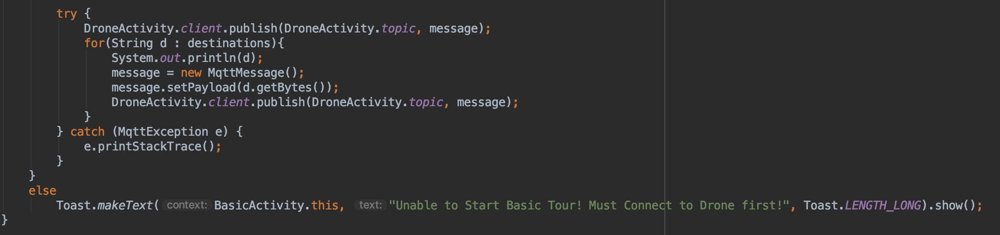 try {
DroneActivity.client.publish(DroneActivity.topic, message);
for(String d : destinations){
System.out.println(d);
message = new MqttMessage();
message.setPayload(d.getBytes());
DroneActivity.client.publish(DroneActivity.topic, message);
}
} catch (MqttException e) {
e.printStackTrace();
}
}
else
Toast.makeText( context: BasicActivity.this, text: "Unable to Start Basic Tour! Must Connect to Drone first!", Toast.LENGTH_LONG).show();
}